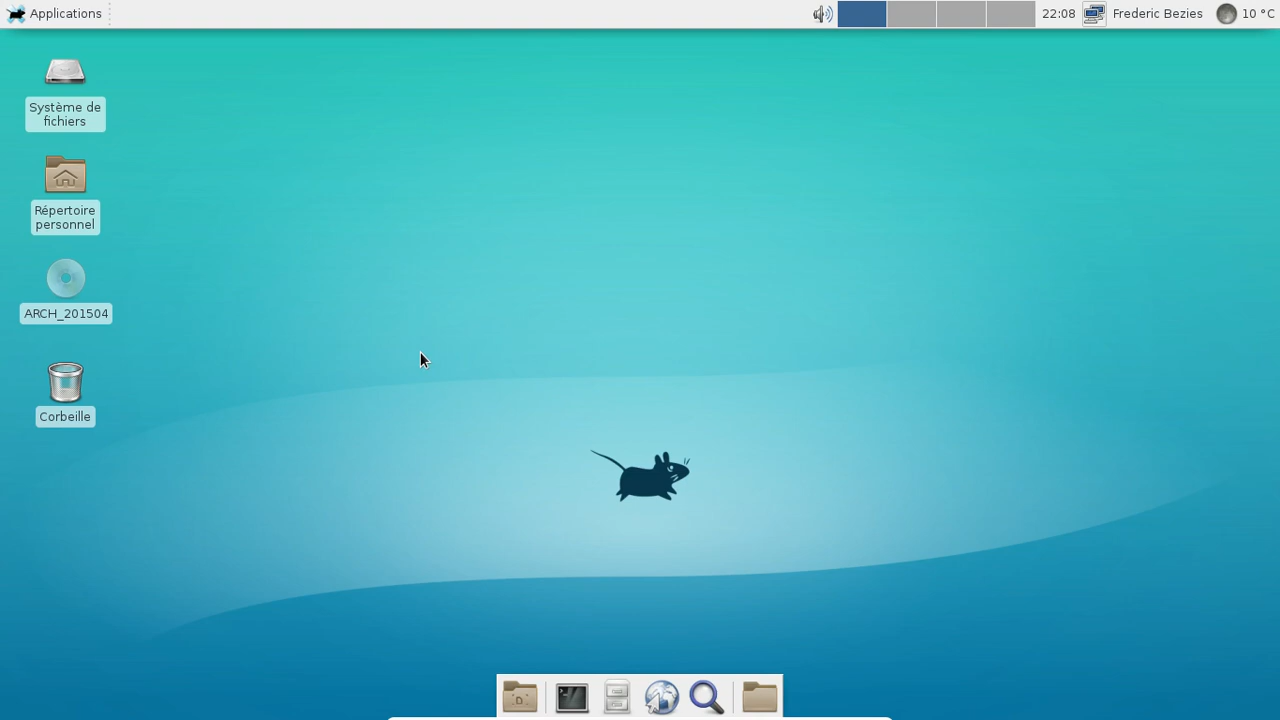 Applications
22:08
Frederic Bezies
10 °C
Système de
fichiers
Répertoire
personnel
ARCH_201504
Corbeille
D